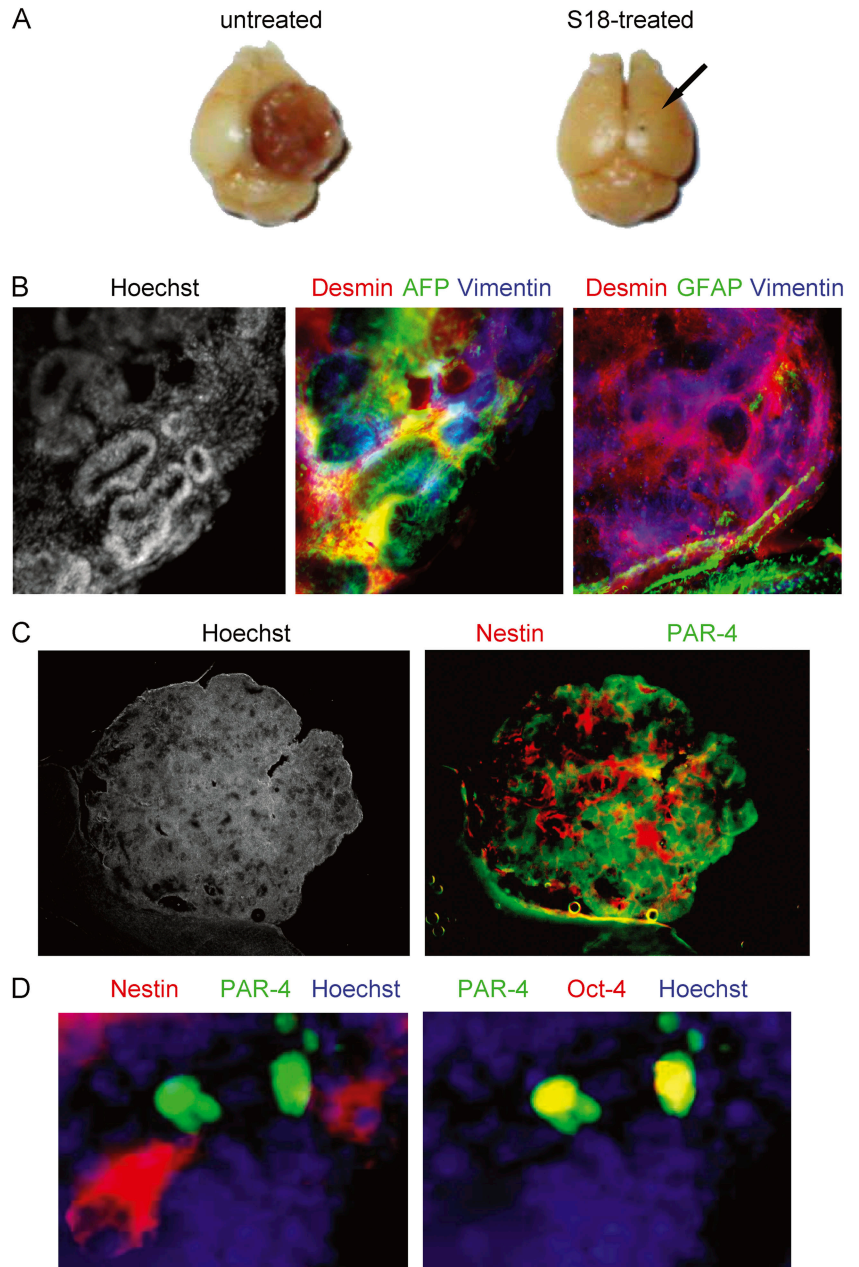 A
untreated S18-treated
B
Hoechst Desmin AFP Vimentin Desmin GFAP Vimentin
C
Hoechst Nestin PAR-4
D
Nestin PAR-4 Hoechst PAR-4 Oct-4 Hoechst